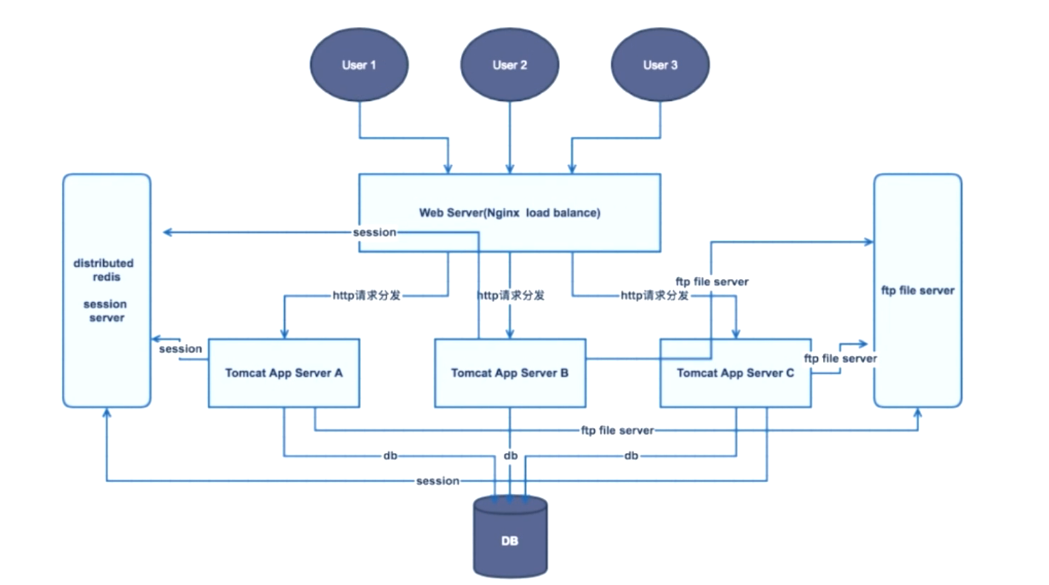 User 1
User 2
User 3
Web Server(Nginx load balance)
session
distributed
redis
session
server
ftp file server
ftp file server
http请求分发
http请求分发
http请求分发
session
ftp file server
Tomcat App Server A
Tomcat App Server B
Tomcat App Server C
ftp file server
db
db
db
session
DB